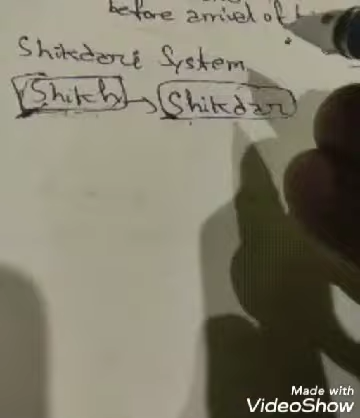 before arrival of
Shikdari System
Shikh → Shikdar
Made with
VideoShow